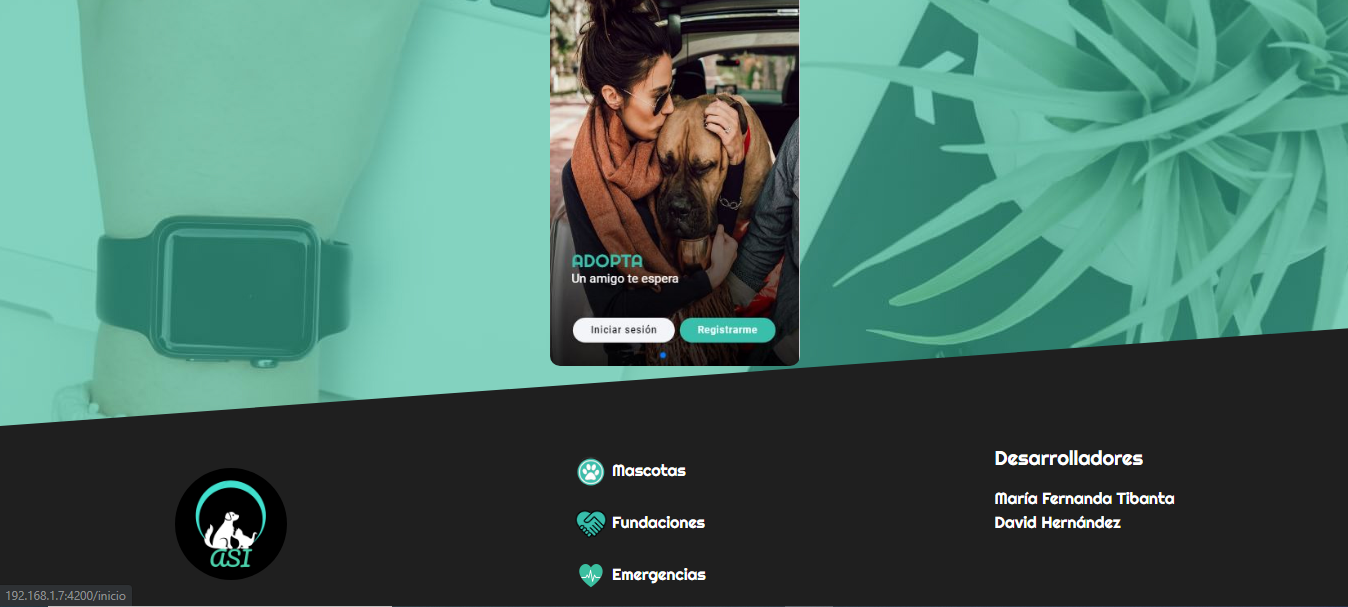 ADOPTA
Un amigo te espera
Iniciar sesión
Registrarme
Mascotas
Fundaciones
Emergencias
Desarrolladores
María Fernanda Tibanta
David Hernández
aSI
192.168.1.7:4200/inicio